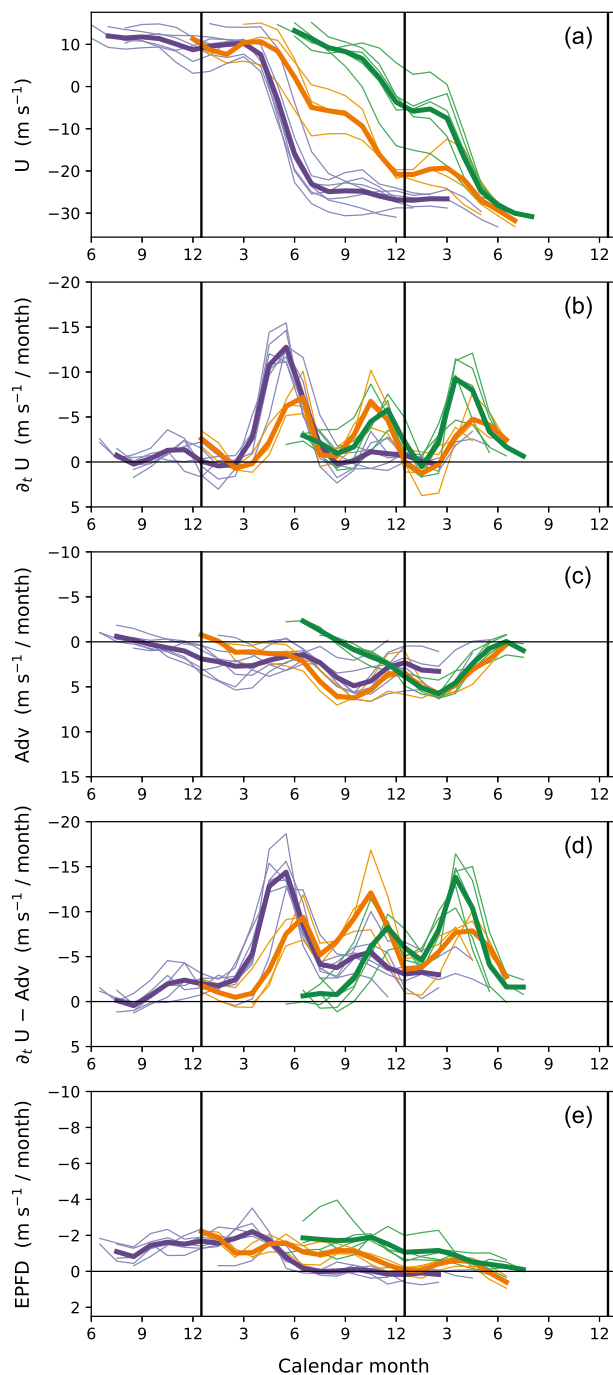 (a)
U (m s⁻¹)
10
0
−10
−20
−30
6 9 12 3 6 9 12 3 6 9 12
(b)
∂ₜ U (m s⁻¹ / month)
−20
−15
−10
−5
0
5
6 9 12 3 6 9 12 3 6 9 12
(c)
Adv (m s⁻¹ / month)
−10
−5
0
5
10
15
6 9 12 3 6 9 12 3 6 9 12
(d)
∂ₜ U − Adv (m s⁻¹ / month)
−20
−15
−10
−5
0
5
6 9 12 3 6 9 12 3 6 9 12
(e)
EPFD (m s⁻¹ / month)
−10
−8
−6
−4
−2
0
2
6 9 12 3 6 9 12 3 6 9 12
Calendar month